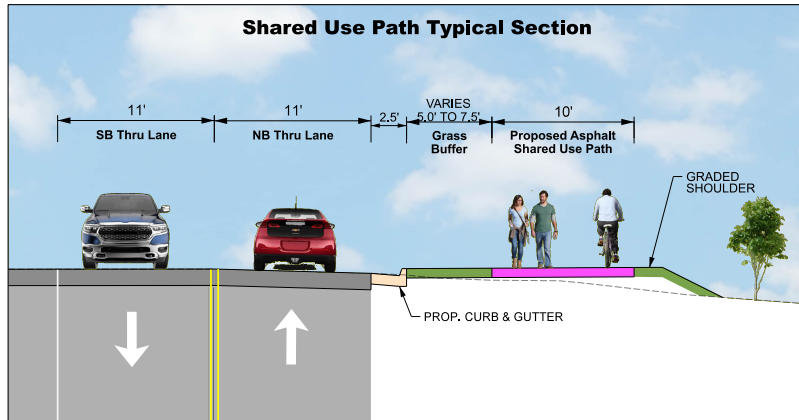 Shared Use Path Typical Section
11'
SB Thru Lane
11'
NB Thru Lane
2.5'
VARIES
5.0' TO 7.5'
Grass
Buffer
10'
Proposed Asphalt
Shared Use Path
GRADED
SHOULDER
PROP. CURB & GUTTER